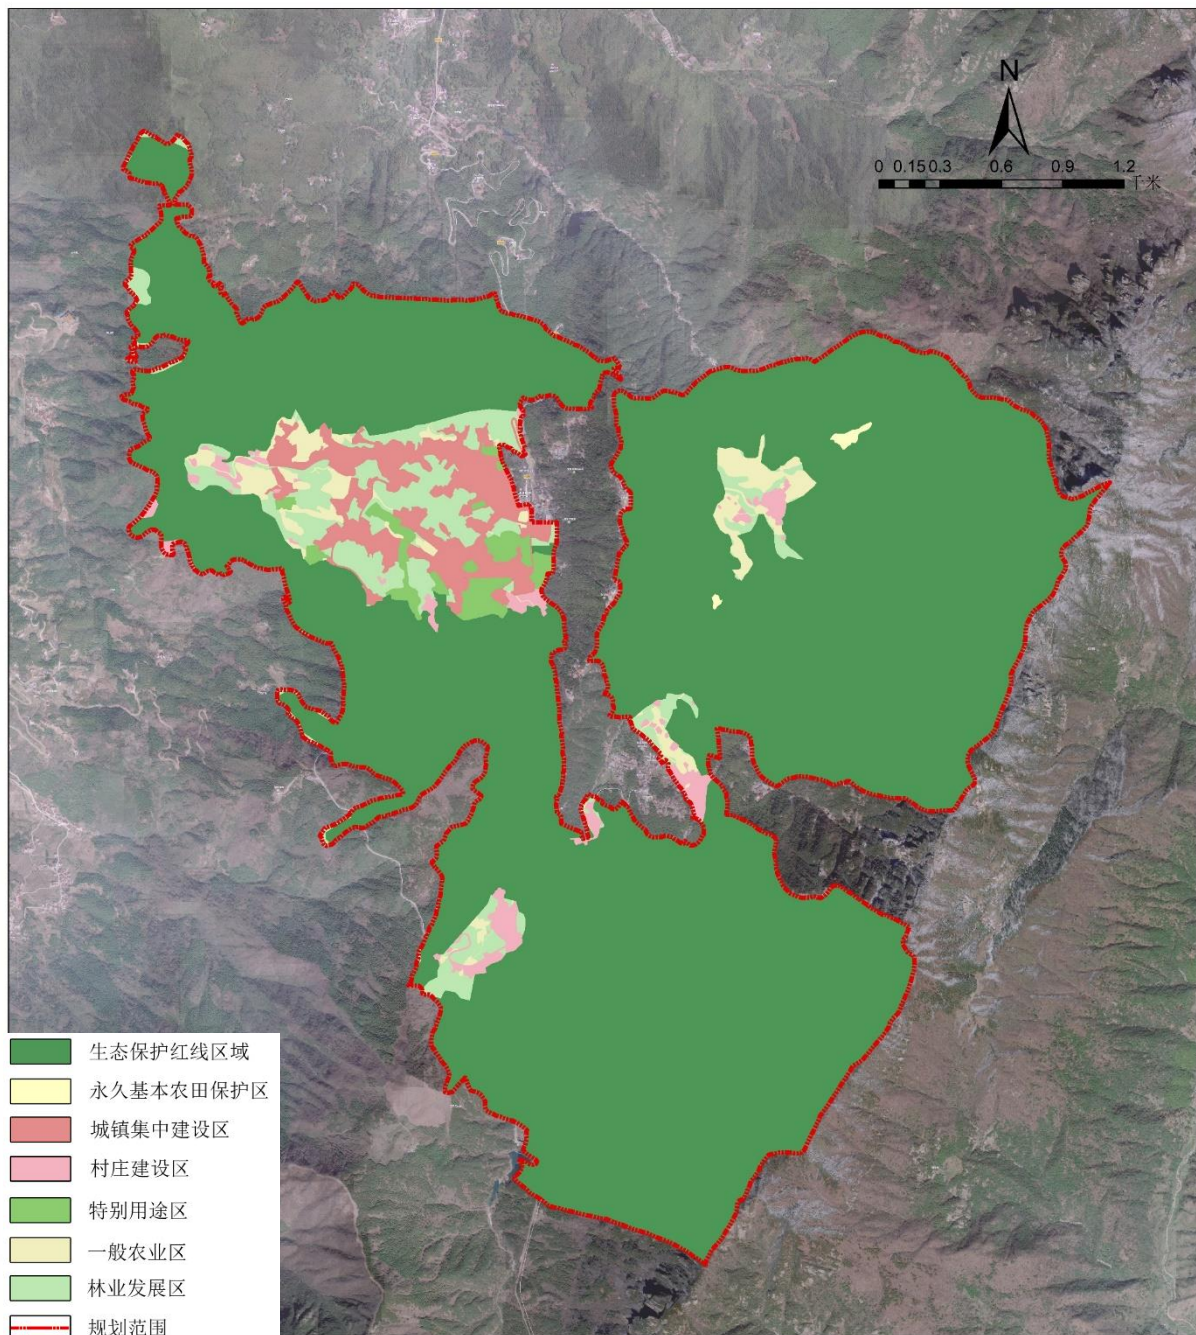 N
0 0.15 0.3 0.6 0.9 1.2
千米
生态保护红线区域
永久基本农田保护区
城镇集中建设区
村庄建设区
特别用途区
一般农业区
林业发展区
规划范围